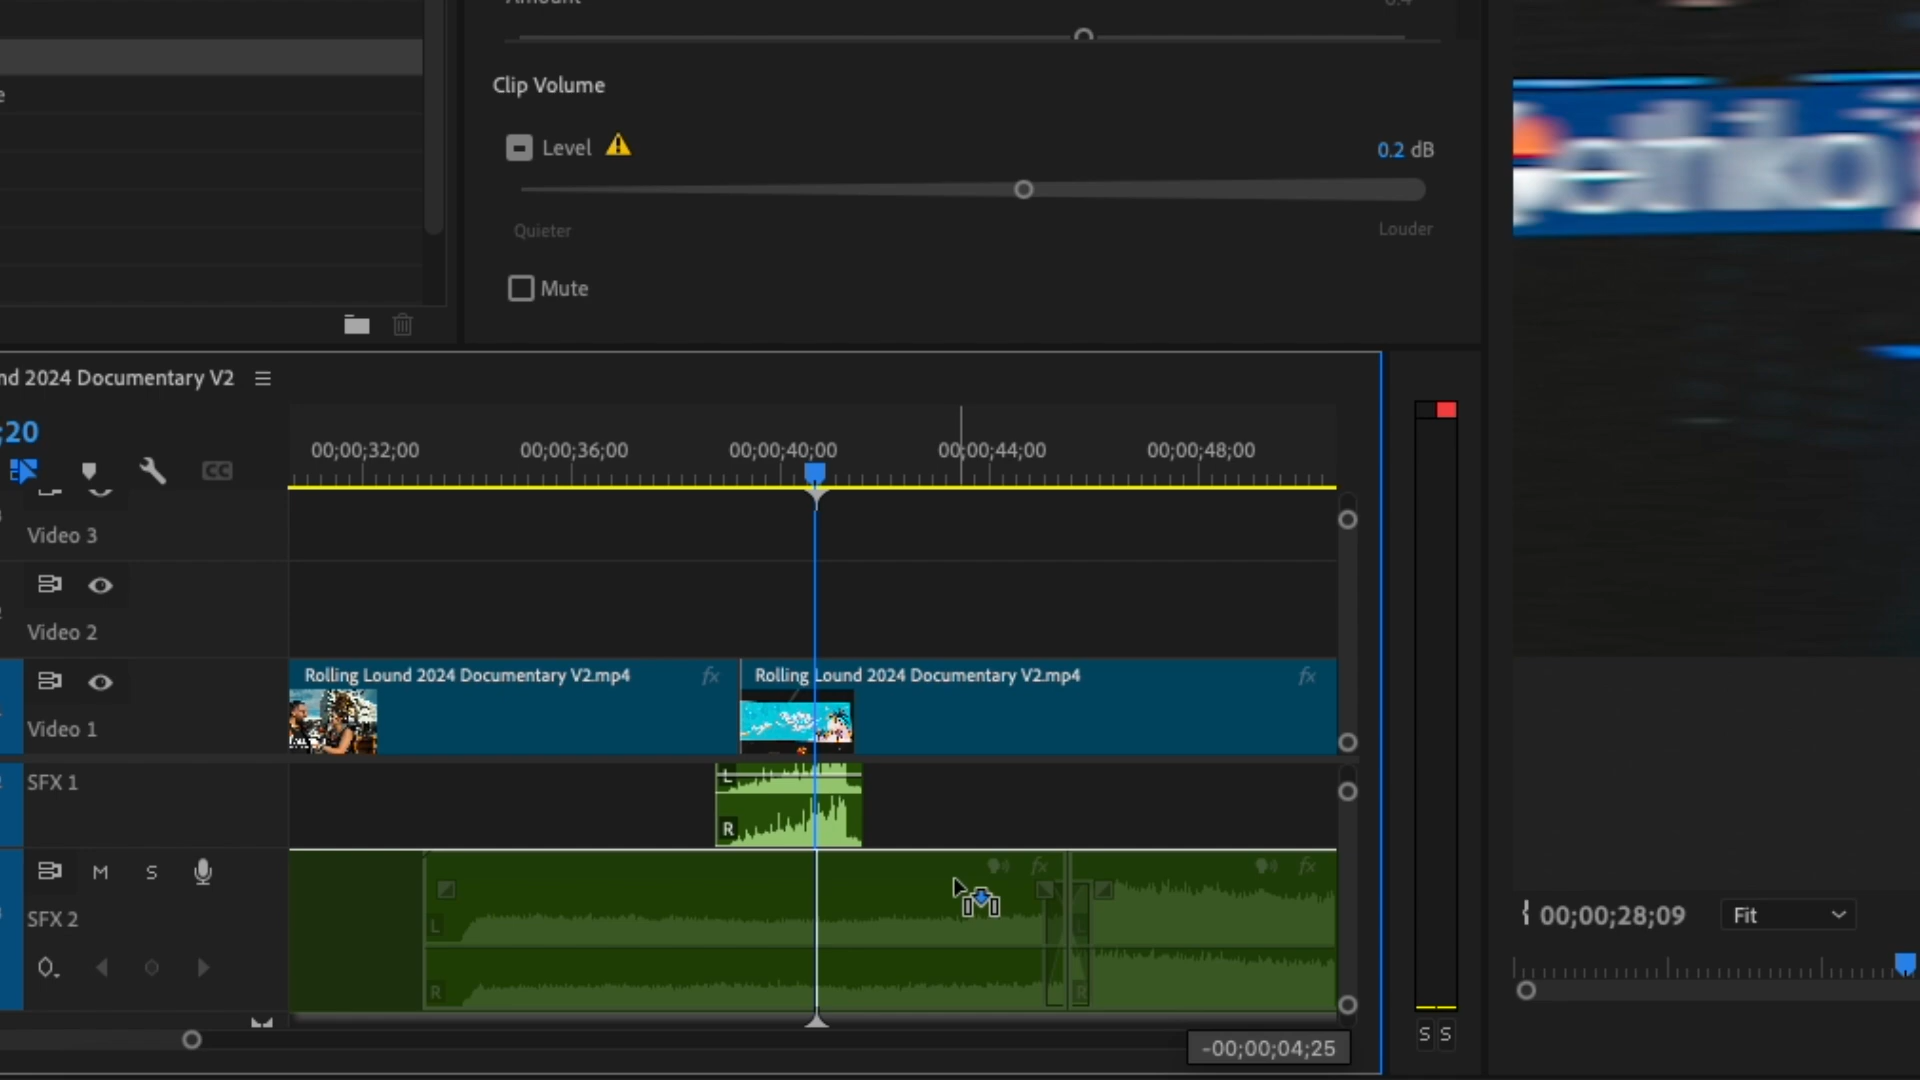 Clip Volume
Level
0.2 dB
Quieter
Louder
Mute
nd 2024 Documentary V2
;20
00;00;32;00
00;00;36;00
00;00;40;00
00;00;44;00
00;00;48;00
CC
Video 3
Video 2
Rolling Lound 2024 Documentary V2.mp4
fx
Rolling Lound 2024 Documentary V2.mp4
fx
Video 1
SFX 1
L
R
M
S
fx
fx
SFX 2
L
L
R
R
00;00;28;09
Fit
-00;00;04;25
S
S